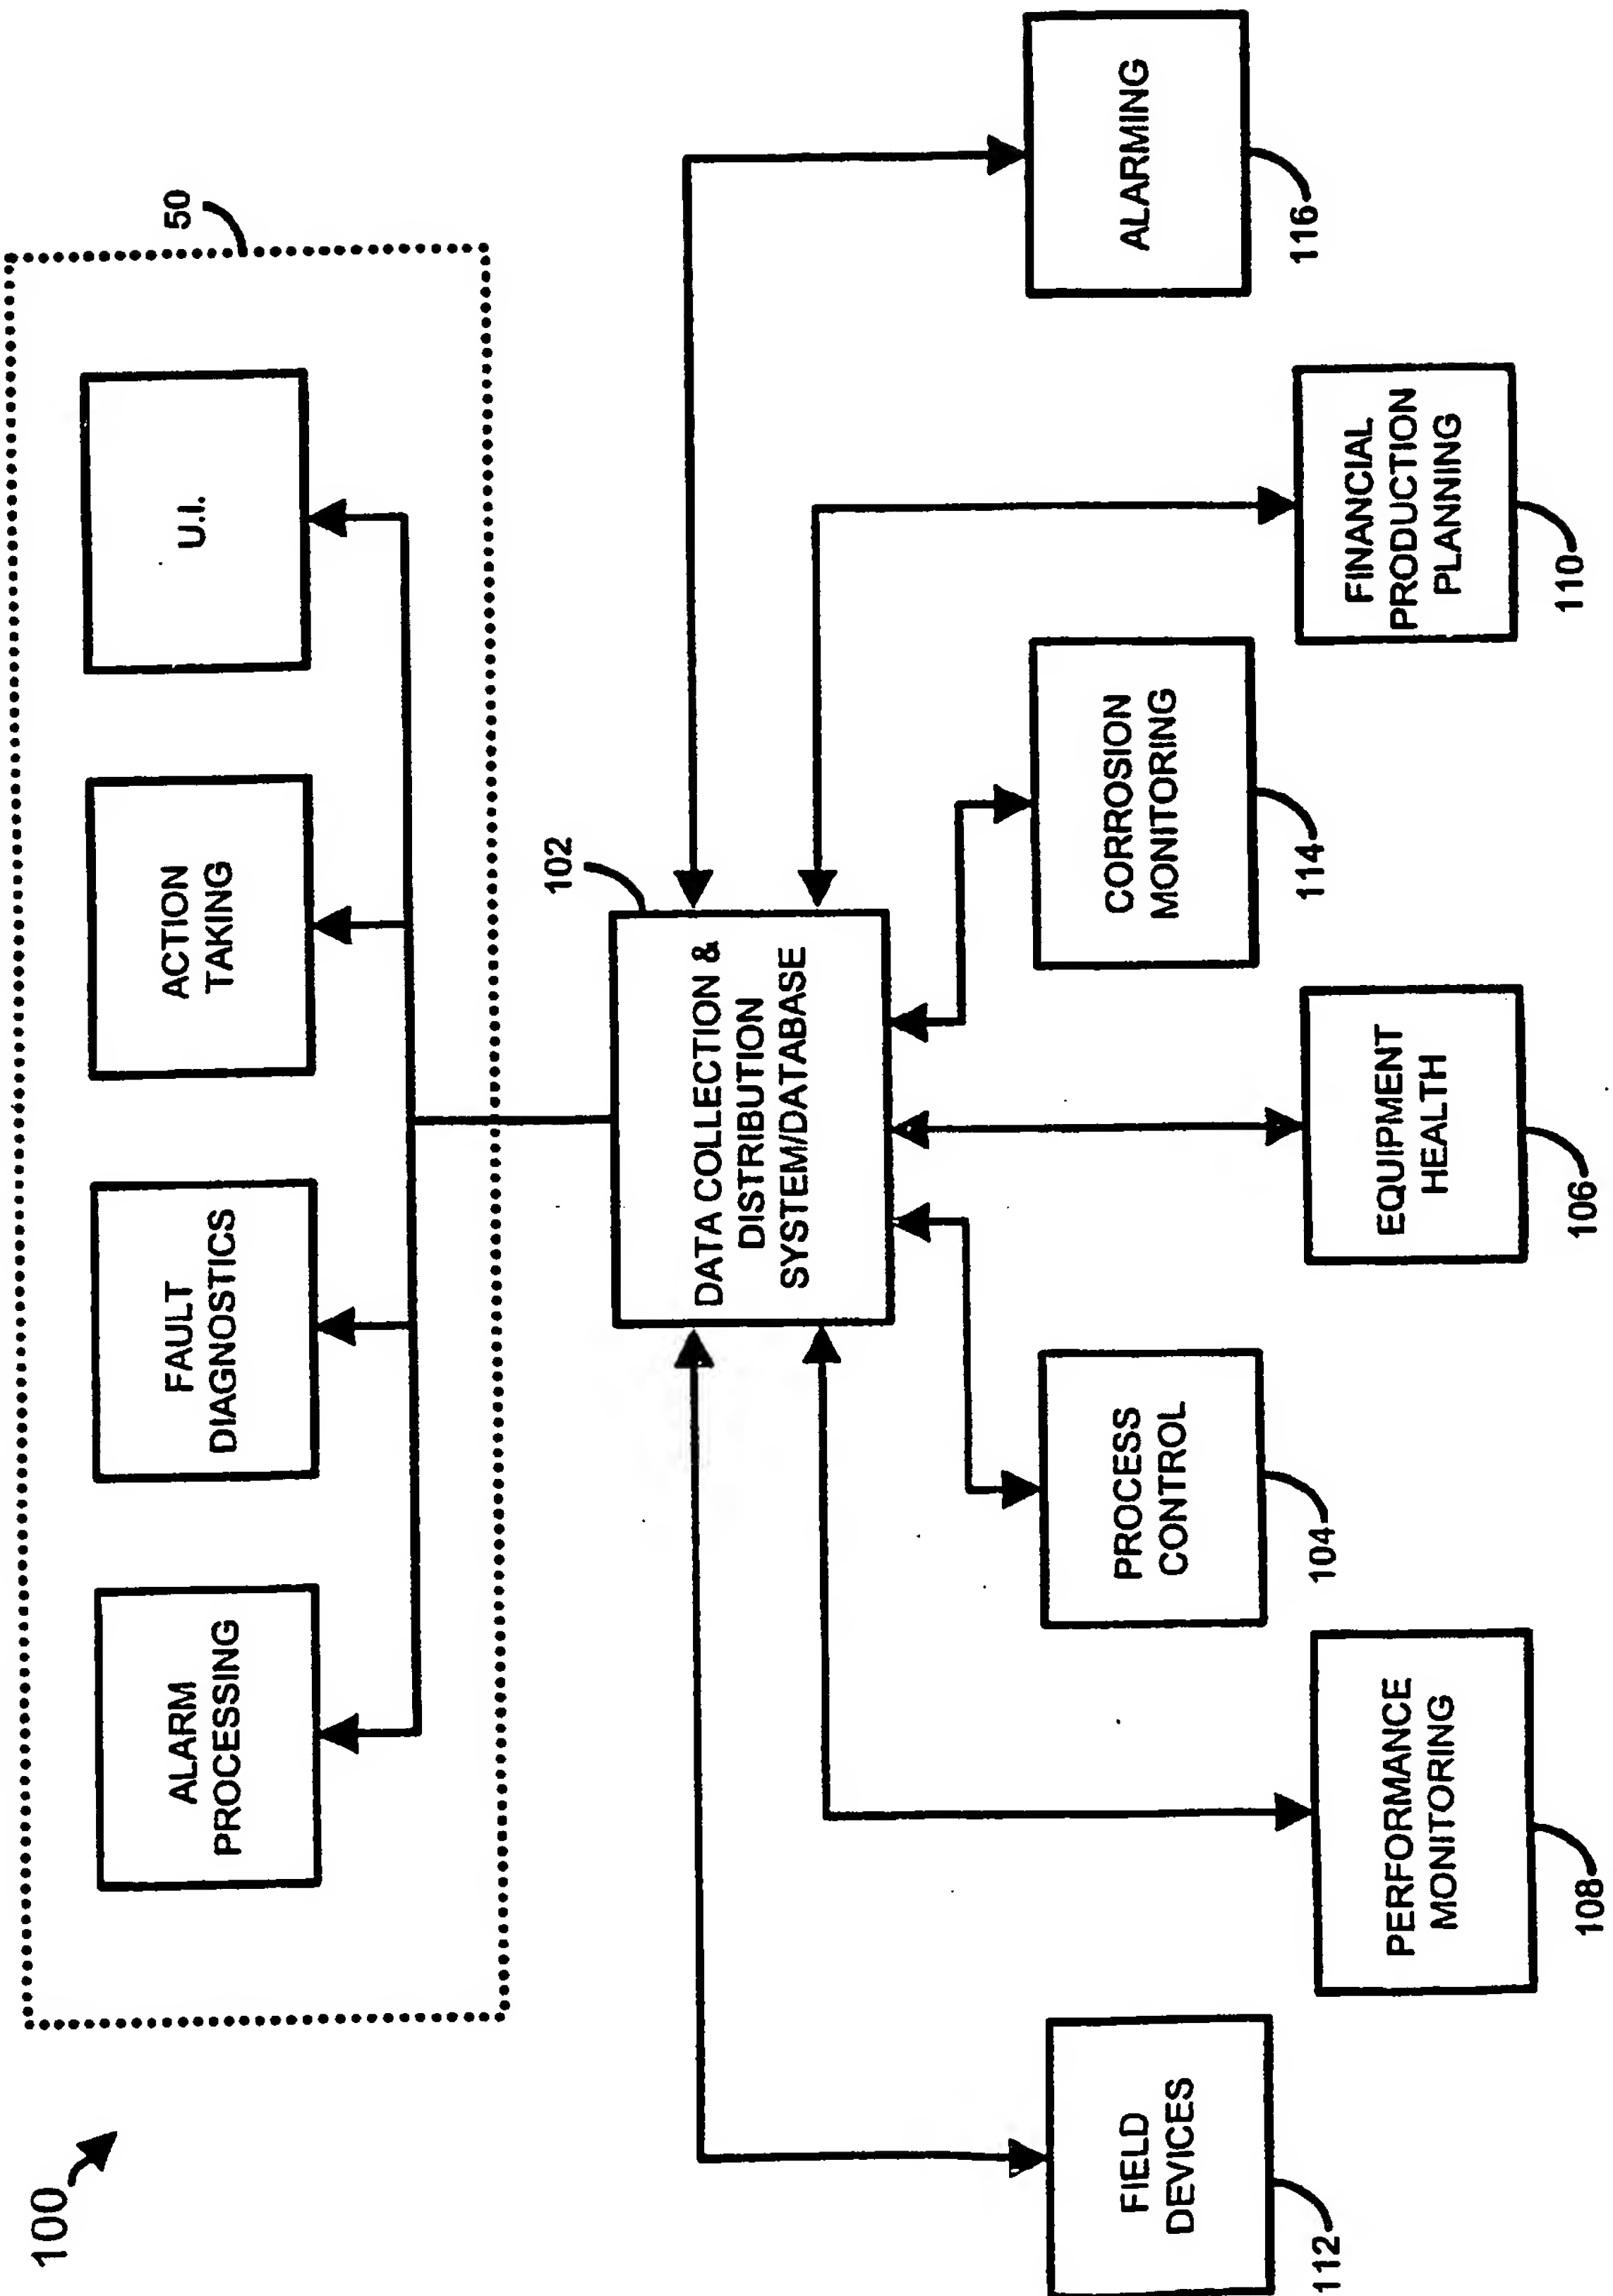 100
50
ALARM
PROCESSING
FAULT
DIAGNOSTICS
ACTION
TAKING
U.I.
102
DATA COLLECTION &
DISTRIBUTION
SYSTEM/DATABASE
FIELD
DEVICES
112
PERFORMANCE
MONITORING
108
PROCESS
CONTROL
104
EQUIPMENT
HEALTH
106
CORROSION
MONITORING
114
FINANCIAL
PRODUCTION
PLANNING
110
ALARMING
116